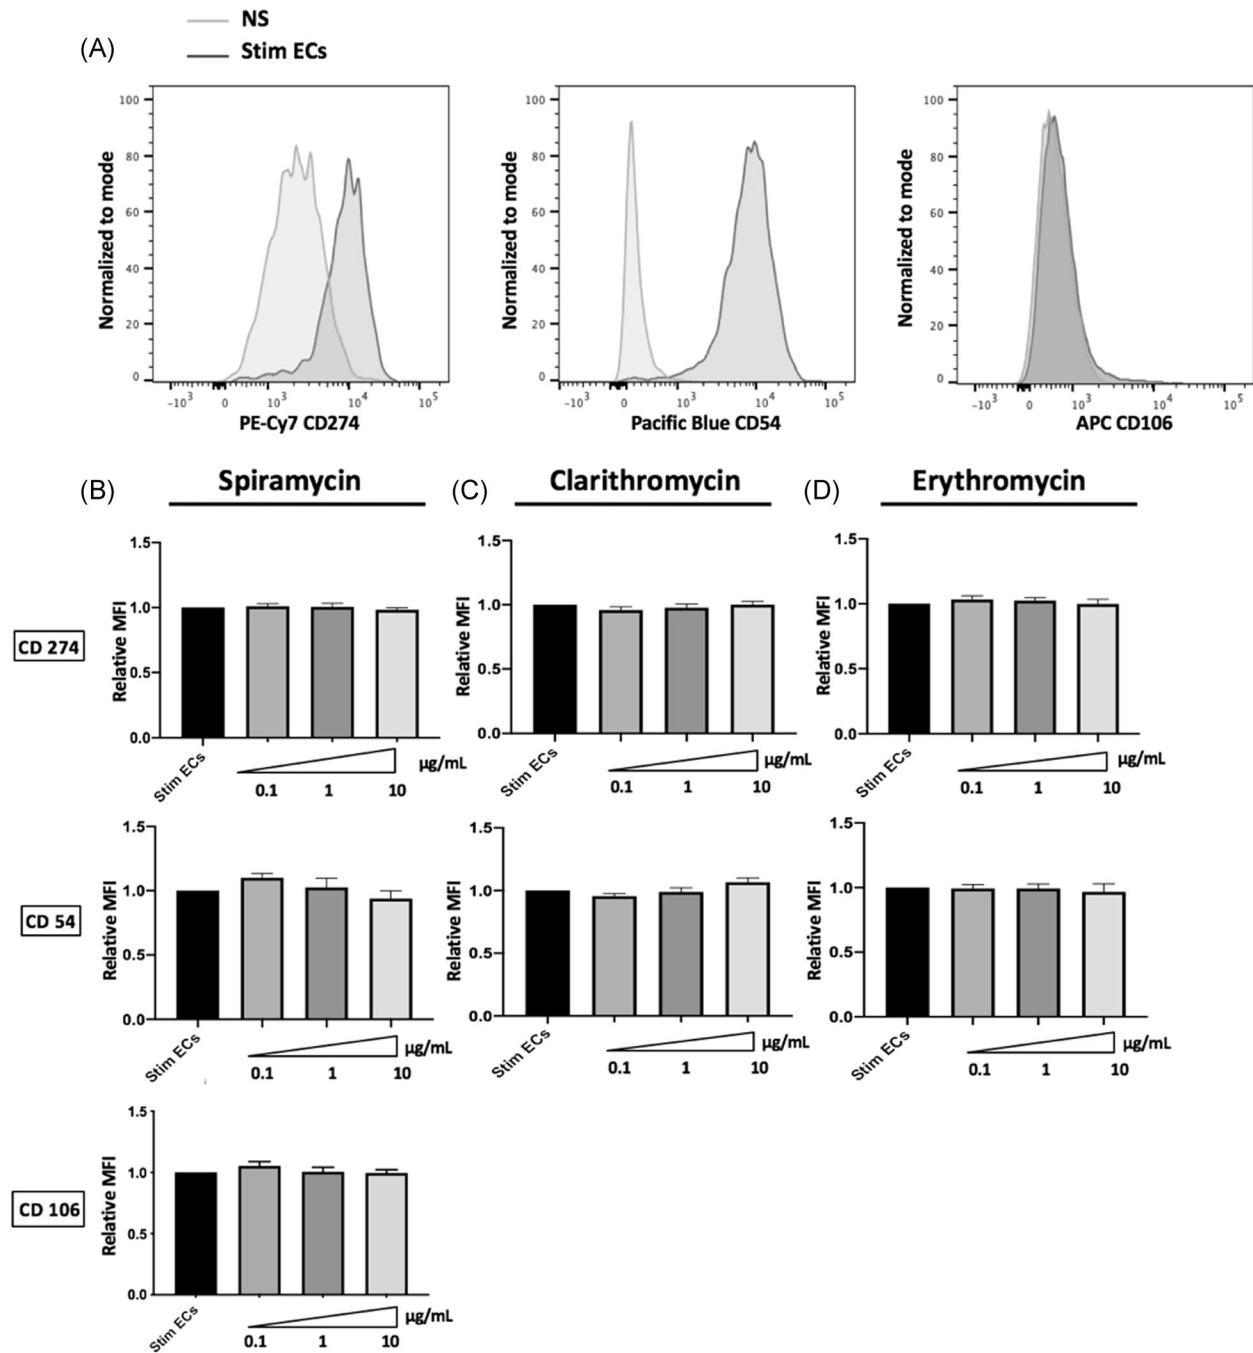 NS
(A)
Stim ECs
100
80
60
40
20
0
Normalized to mode
-10³ 0 10³ 10⁴ 10⁵
PE-Cy7 CD274
100
80
60
40
20
0
Normalized to mode
-10³ 0 10³ 10⁴ 10⁵
Pacific Blue CD54
100
80
60
40
20
0
Normalized to mode
-10³ 0 10³ 10⁴ 10⁵
APC CD106
(B) Spiramycin
(C) Clarithromycin
(D) Erythromycin
CD 274
1.5
1.0
0.5
0.0
Relative MFI
Stim ECs
µg/mL
0.1 1 10
1.5
1.0
0.5
0.0
Relative MFI
Stim ECs
µg/mL
0.1 1 10
1.5
1.0
0.5
0.0
Relative MFI
Stim ECs
µg/mL
0.1 1 10
CD 54
1.5
1.0
0.5
0.0
Relative MFI
Stim ECs
µg/mL
0.1 1 10
1.5
1.0
0.5
0.0
Relative MFI
Stim ECs
µg/mL
0.1 1 10
1.5
1.0
0.5
0.0
Relative MFI
Stim ECs
µg/mL
0.1 1 10
CD 106
1.5
1.0
0.5
0.0
Relative MFI
Stim ECs
µg/mL
0.1 1 10